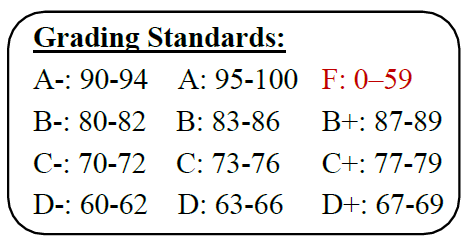 Grading Standards:
A-: 90-94 A: 95-100 F: 0–59
B-: 80-82 B: 83-86 B+: 87-89
C-: 70-72 C: 73-76 C+: 77-79
D-: 60-62 D: 63-66 D+: 67-69